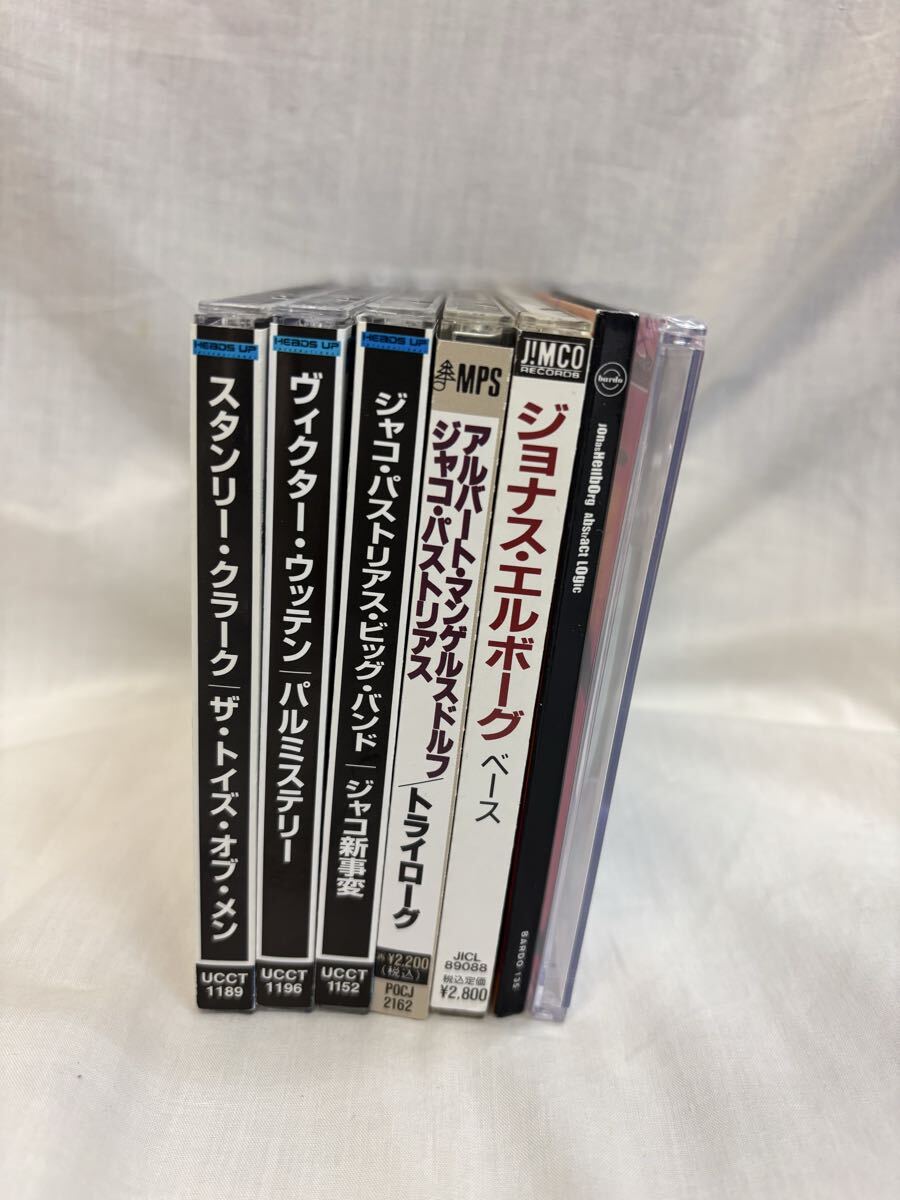 HEADS UP
INTERNATIONAL
スタンリー・クラーク/ザ・トイズ・オブ・メン
UCCT
1189
HEADS UP
INTERNATIONAL
ヴィクター・ウッテン/パルミステリー
UCCT
1196
HEADS UP
INTERNATIONAL
ジャコ・パストリアス・ビッグ・バンド/ジャコ新事変
UCCT
1152
MPS
アルバート・マンゲルスドルフ
ジャコ・パストリアス/トライローグ
¥2,200
(税込)
POCJ
2162
J!MCO
RECORDS
ジョナス・エルボーグ ベース
JICL
89088
税込定価
¥2,800
bardo
JOnasHellbOrg AbstraCt LOgic
BARDO 135